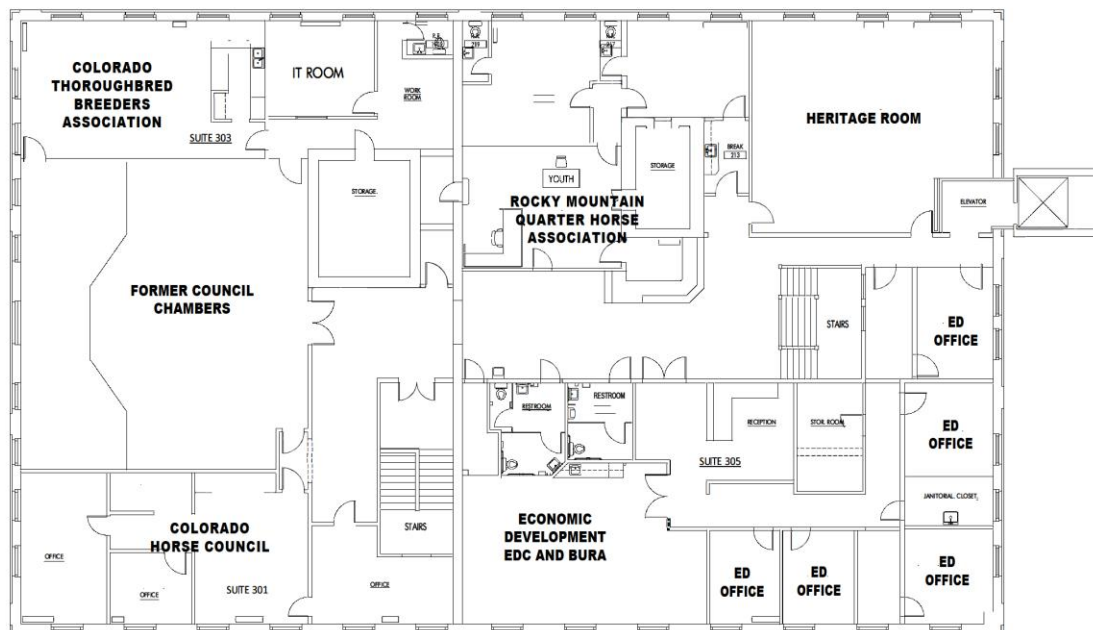 COLORADO
THOROUGHBRED
BREEDERS
ASSOCIATION
SUITE 303
IT ROOM
R.R.
WORK
ROOM
STORAGE
FORMER COUNCIL
CHAMBERS
219
217
STORAGE
BREAK
213
YOUTH
ROCKY MOUNTAIN
QUARTER HORSE
ASSOCIATION
HERITAGE ROOM
ELEVATOR
STAIRS
ED
OFFICE
RESTROOM
RESTROOM
RECEPTION
STOR. ROOM
SUITE 305
ED
OFFICE
JANITORIAL CLOSET
ED
OFFICE
COLORADO
HORSE COUNCIL
OFFICE
OFFICE
SUITE 301
OFFICE
STAIRS
ECONOMIC
DEVELOPMENT
EDC AND BURA
ED
OFFICE
ED
OFFICE